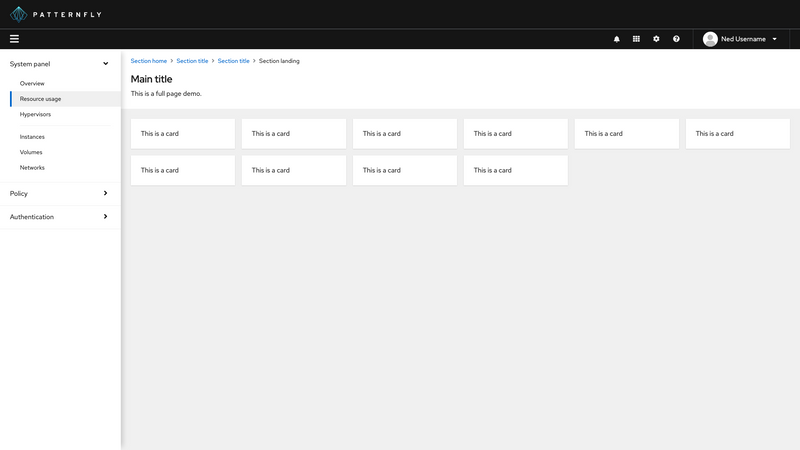 PATTERNFLY
Ned Username
System panel
Overview
Resource usage
Hypervisors
Instances
Volumes
Networks
Policy
Authentication
Section home > Section title > Section title > Section landing
Main title
This is a full page demo.
This is a card This is a card This is a card This is a card This is a card This is a card
This is a card This is a card This is a card This is a card